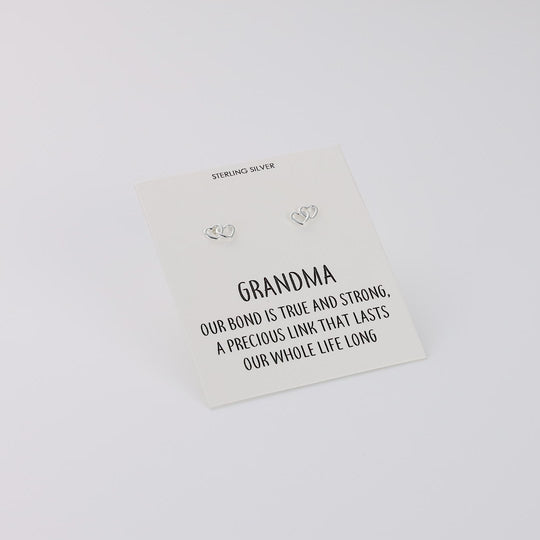 STERLING SILVER
GRANDMA
OUR BOND IS TRUE AND STRONG,
A PRECIOUS LINK THAT LASTS
OUR WHOLE LIFE LONG